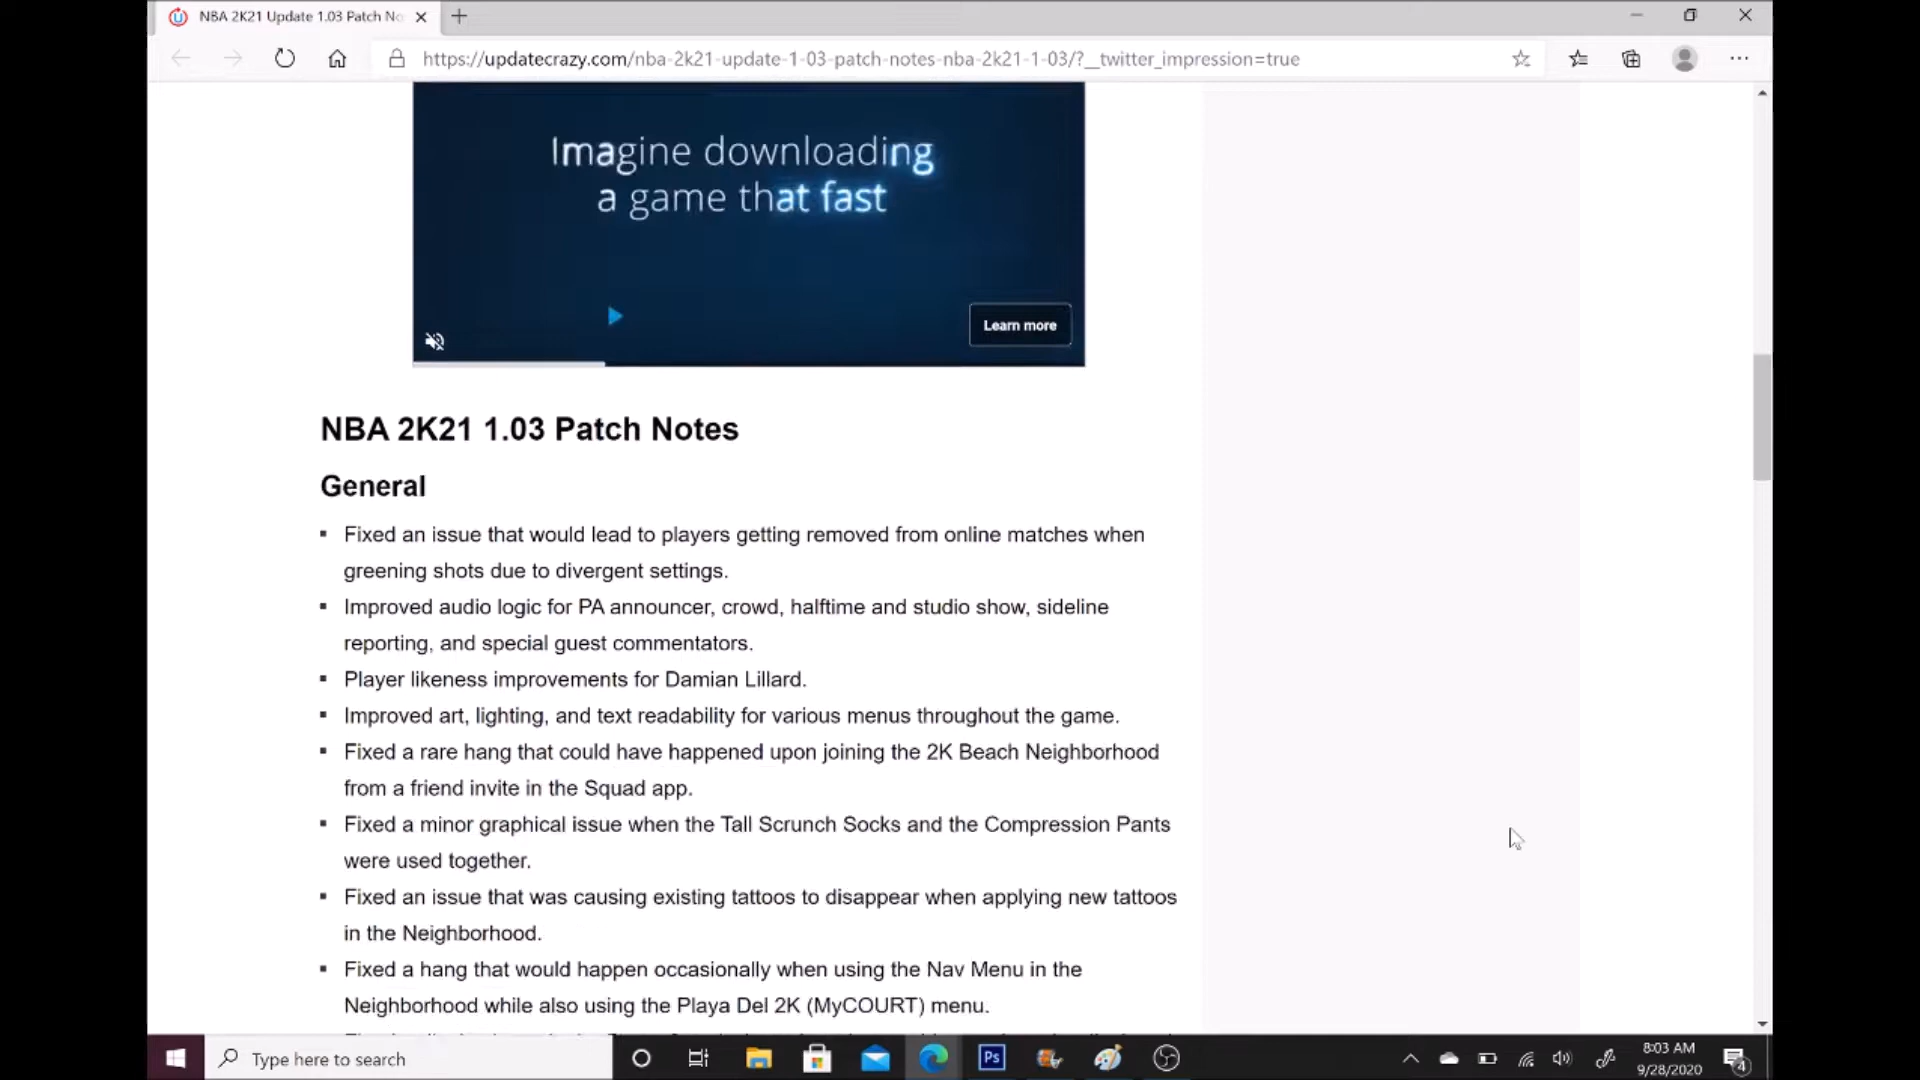 NBA 2K21 Update 1.03 Patch No
https://updatecrazy.com/nba-2k21-update-1-03-patch-notes-nba-2k21-1-03/?__twitter_impression=true
Imagine downloading
a game that fast
Learn more
NBA 2K21 1.03 Patch Notes
General
▪ Fixed an issue that would lead to players getting removed from online matches when
greening shots due to divergent settings.
▪ Improved audio logic for PA announcer, crowd, halftime and studio show, sideline
reporting, and special guest commentators.
▪ Player likeness improvements for Damian Lillard.
▪ Improved art, lighting, and text readability for various menus throughout the game.
▪ Fixed a rare hang that could have happened upon joining the 2K Beach Neighborhood
from a friend invite in the Squad app.
▪ Fixed a minor graphical issue when the Tall Scrunch Socks and the Compression Pants
were used together.
▪ Fixed an issue that was causing existing tattoos to disappear when applying new tattoos
in the Neighborhood.
▪ Fixed a hang that would happen occasionally when using the Nav Menu in the
Neighborhood while also using the Playa Del 2K (MyCOURT) menu.
Type here to search
Ps
8:03 AM
9/28/2020
4